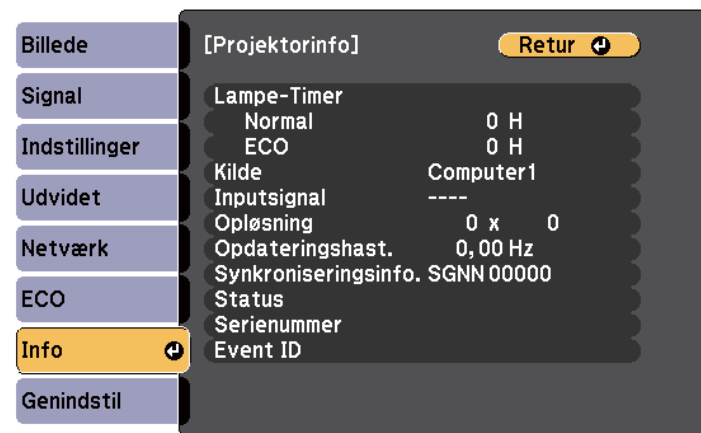 Billede
Signal
Indstillinger
Udvidet
Netværk
ECO
Info
Genindstil
[Projektorinfo] Retur
Lampe-Timer
Normal 0 H
ECO 0 H
Kilde Computer1
Inputsignal ----
Opløsning 0 x 0
Opdateringshast. 0,00 Hz
Synkroniseringsinfo. SGNN 00000
Status
Serienummer
Event ID